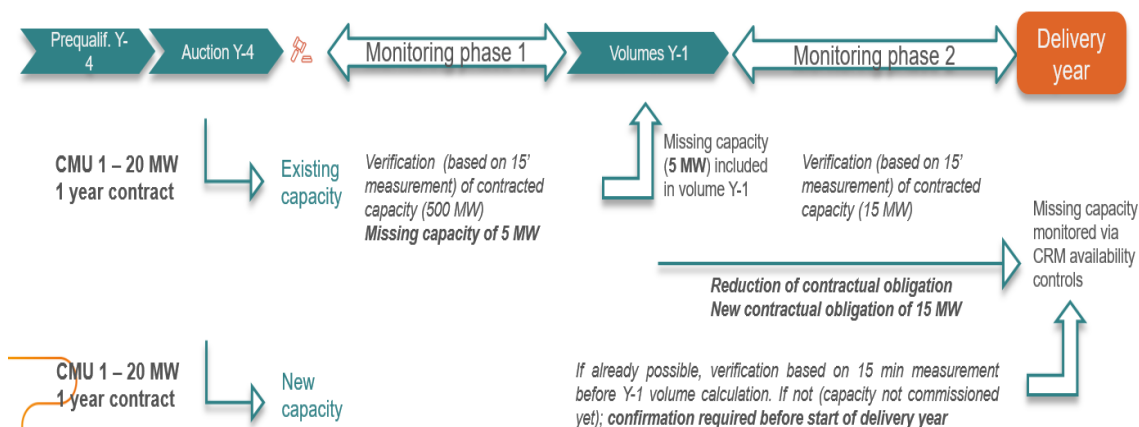 Prequalif. Y-
4
Auction Y-4
Monitoring phase 1
Volumes Y-1
Monitoring phase 2
Delivery
year
CMU 1 – 20 MW
1 year contract
Existing
capacity
Verification (based on 15’
measurement) of contracted
capacity (500 MW)
Missing capacity of 5 MW
Missing capacity
(5 MW) included
in volume Y-1
Verification (based on 15’
measurement) of contracted
capacity (15 MW)
Missing capacity
monitored via
CRM availability
controls
Reduction of contractual obligation
New contractual obligation of 15 MW
CMU 1 – 20 MW
1 year contract
New
capacity
If already possible, verification based on 15 min measurement
before Y-1 volume calculation. If not (capacity not commissioned
yet); confirmation required before start of delivery year